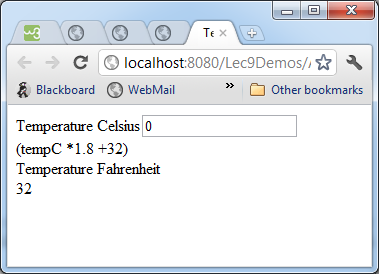 Te
localhost:8080/Lec9Demos/
Blackboard WebMail » Other bookmarks
Temperature Celsius 0
(tempC *1.8 +32)
Temperature Fahrenheit
32